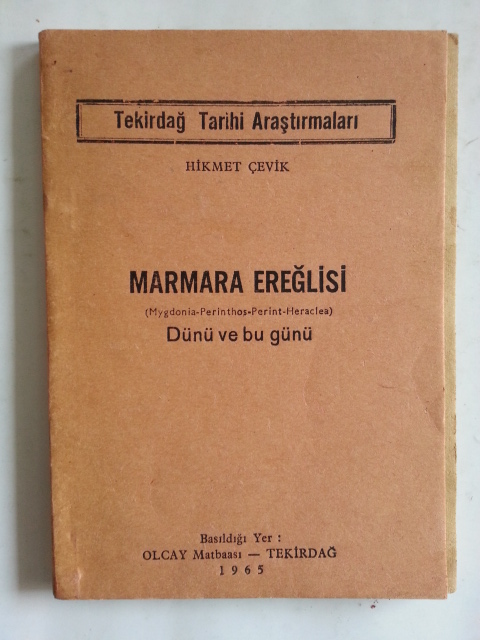 Tekirdağ Tarihi Araştırmaları
HİKMET ÇEVİK
MARMARA EREĞLİSİ
(Mygdonia-Perinthos-Perint-Heraclea)
Dünü ve bu günü
Basıldığı Yer :
OLCAY Matbaası — TEKİRDAĞ
1965